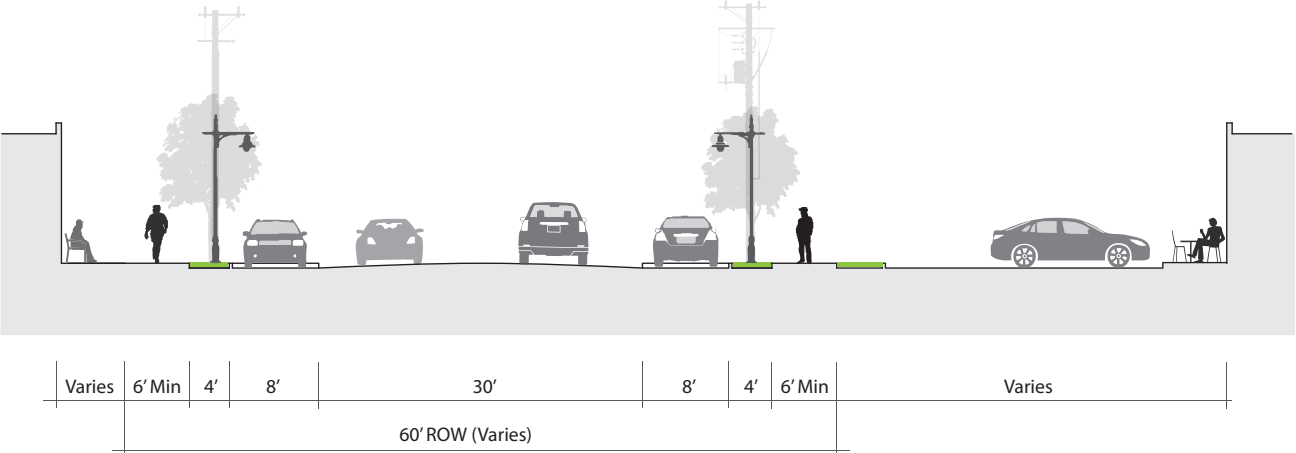 Varies 6’ Min 4’ 8’ 30’ 8’ 4’ 6’ Min Varies
60’ ROW (Varies)